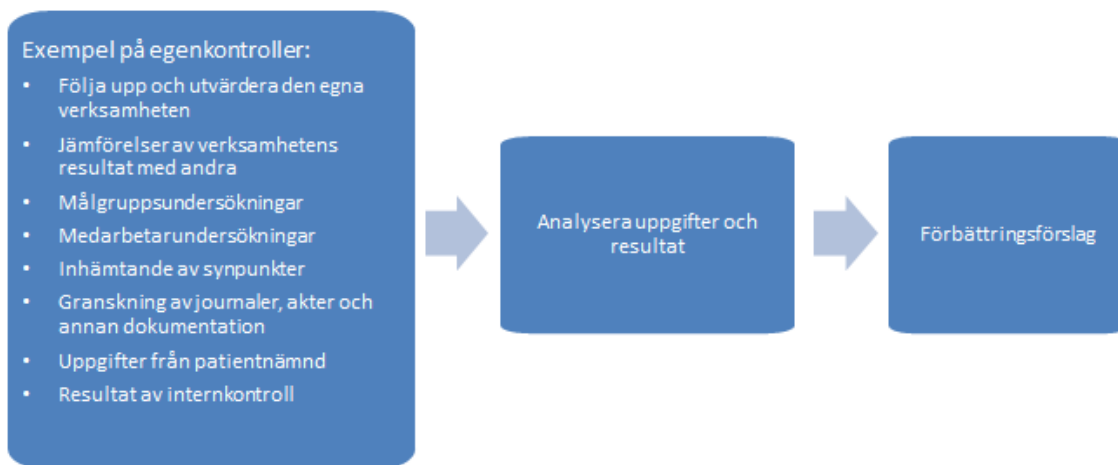 Exempel på egenkontroller:
• Följa upp och utvärdera den egna
verksamheten
• Jämförelser av verksamhetens
resultat med andra
• Målgruppsundersökningar
• Medarbetarundersökningar
• Inhämtande av synpunkter
• Granskning av journaler, akter och
annan dokumentation
• Uppgifter från patientnämnd
• Resultat av internkontroll
Analysera uppgifter och
resultat
Förbättringsförslag